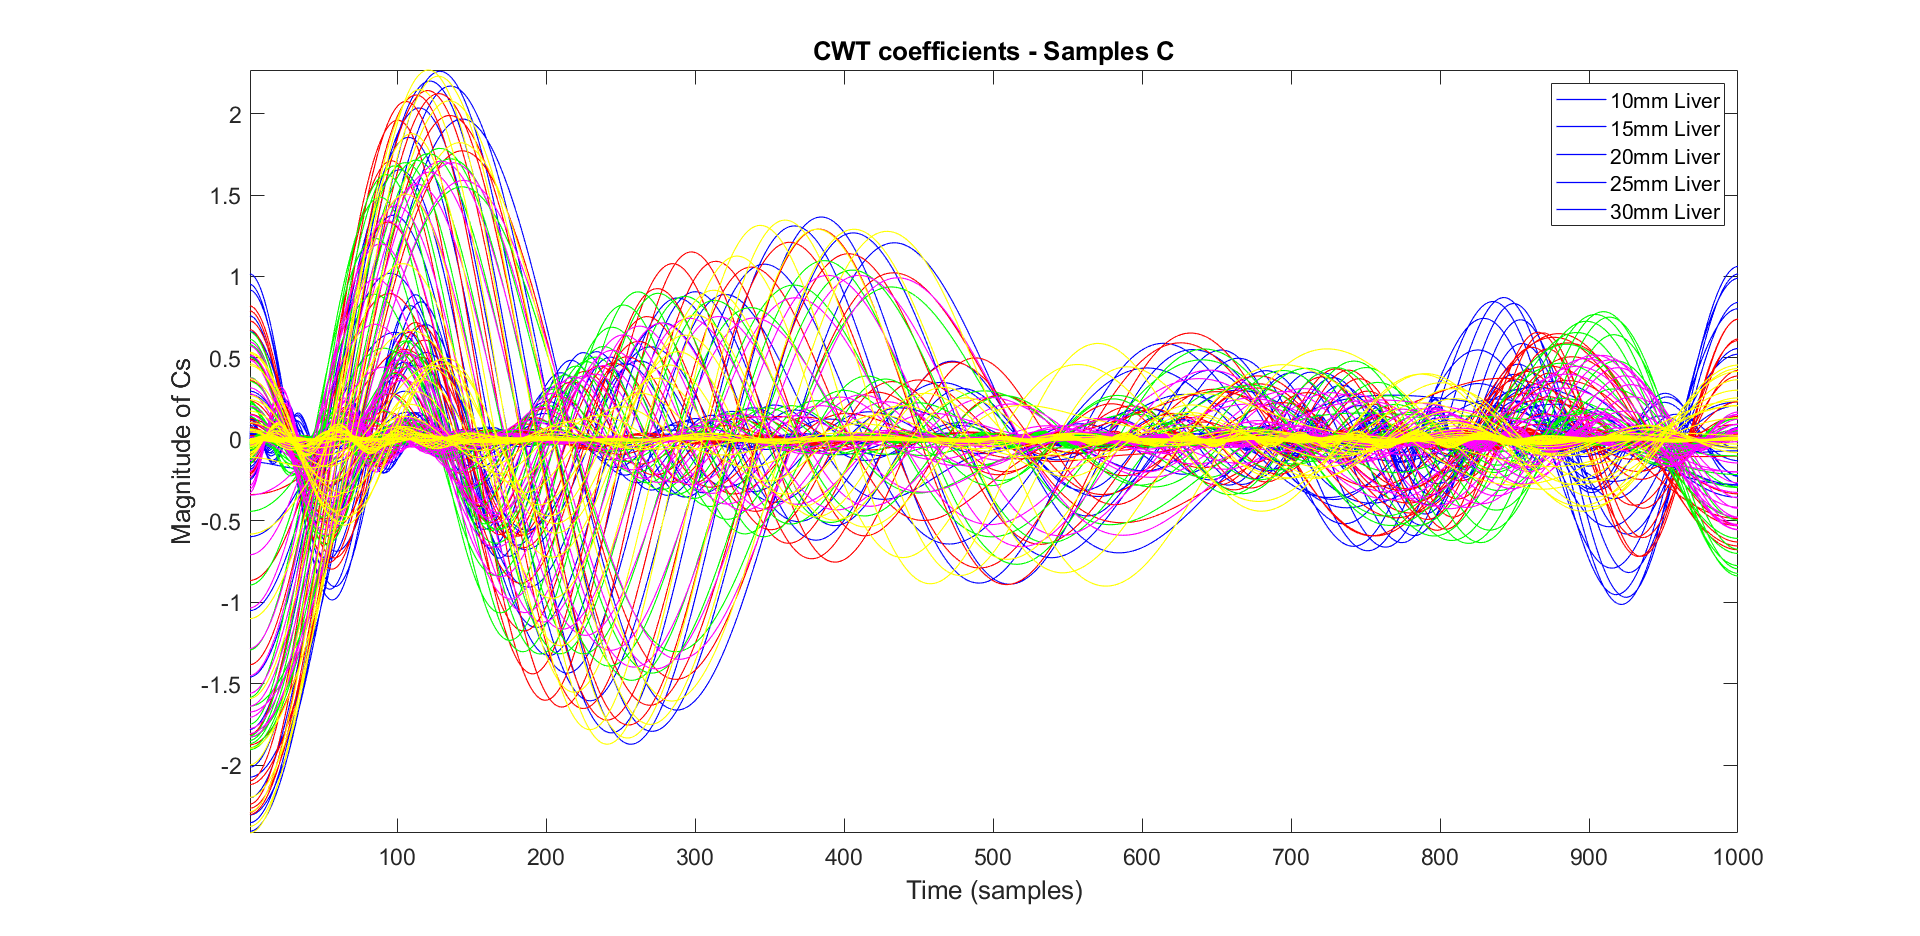 CWT coefficients - Samples C
10mm Liver
15mm Liver
20mm Liver
25mm Liver
30mm Liver
Magnitude of Cs
2
1.5
1
0.5
0
-0.5
-1
-1.5
-2
100 200 300 400 500 600 700 800 900 1000
Time (samples)